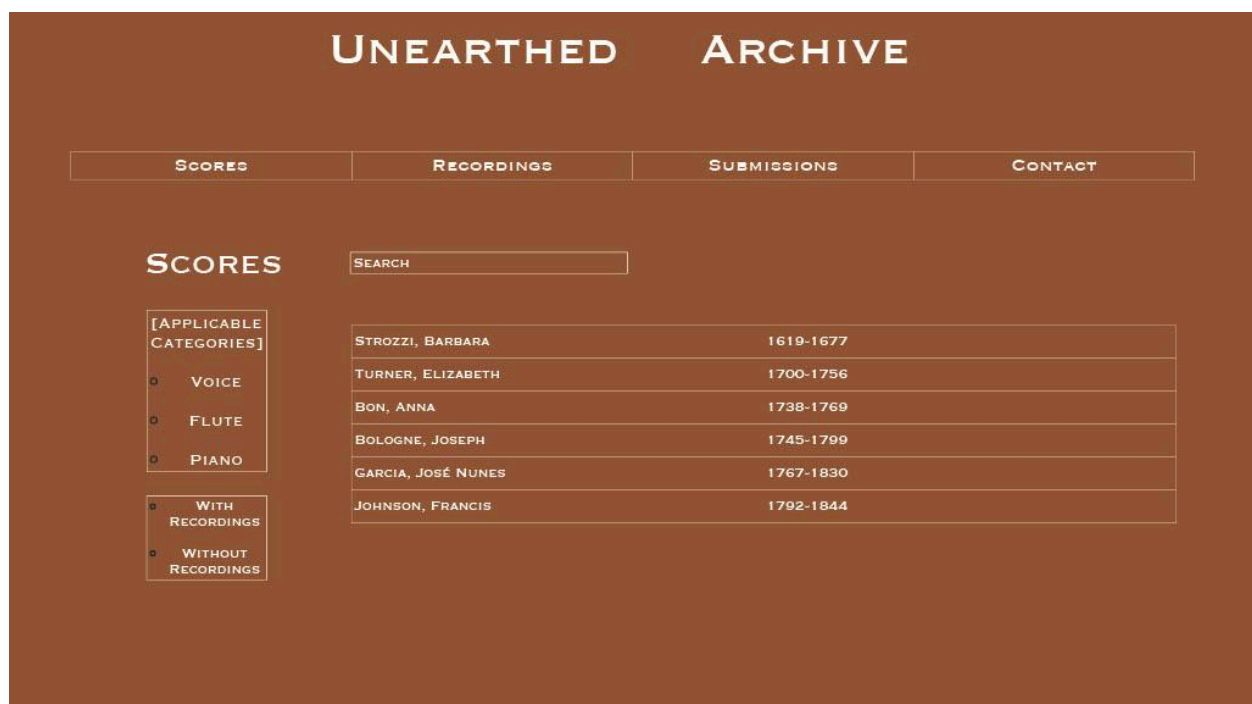 Unearthed Archive
Scores Recordings Submissions Contact
Scores
Search
[Applicable
Categories]
Voice
Flute
Piano
With
Recordings
Without
Recordings
Strozzi, Barbara 1619-1677
Turner, Elizabeth 1700-1756
Bon, Anna 1738-1769
Bologne, Joseph 1745-1799
Garcia, José Nunes 1767-1830
Johnson, Francis 1792-1844